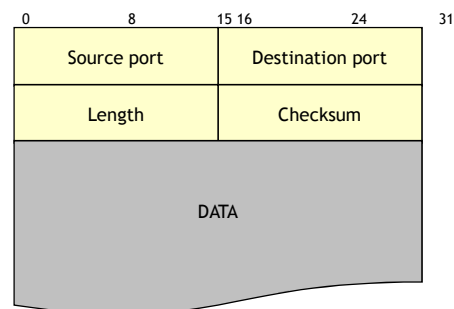 0 8 15 16 24 31
Source port Destination port
Length Checksum
DATA